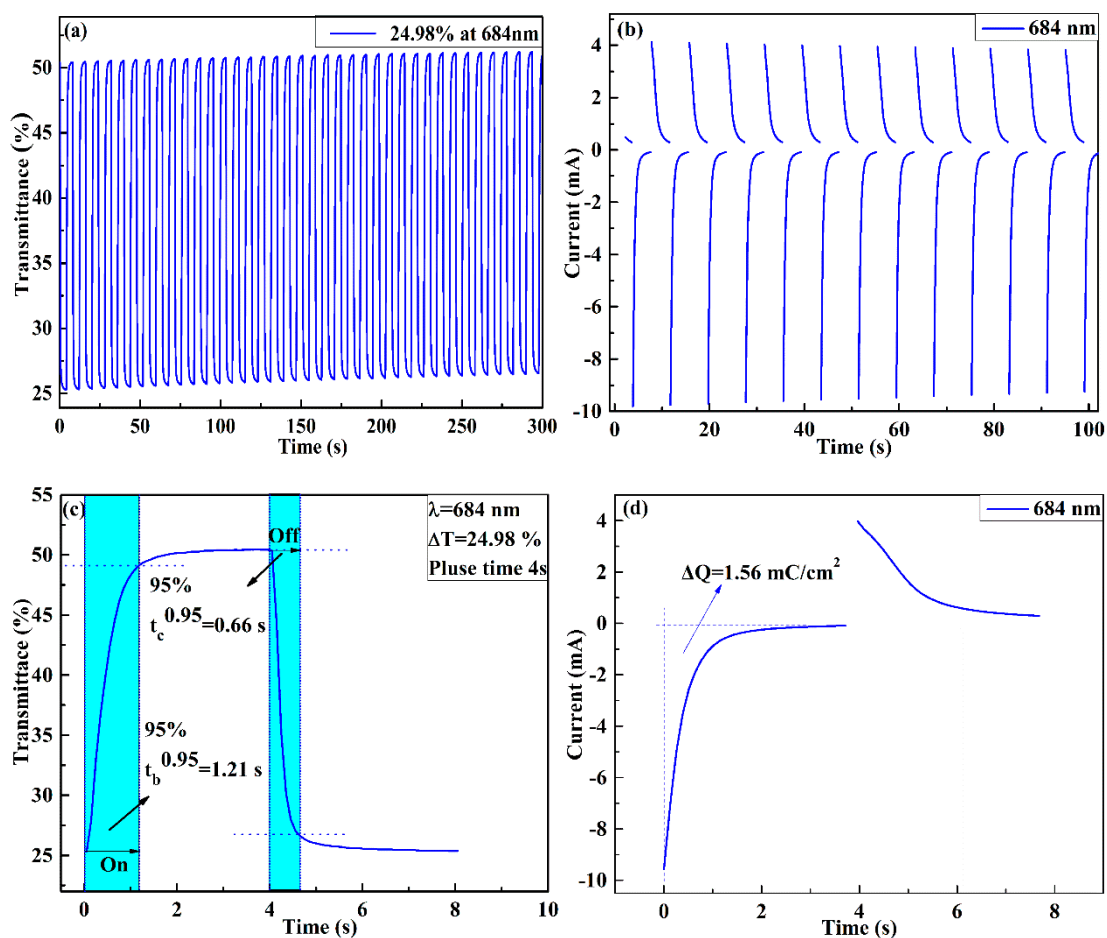 (a)
24.98% at 684nm
Transmittance (%)
50
45
40
35
30
25
0 50 100 150 200 250 300
Time (s)
(b)
684 nm
Current (mA)
4
2
0
-2
-4
-6
-8
-10
0 20 40 60 80 100
Time (s)
(c)
λ=684 nm
ΔT=24.98 %
Pluse time 4s
Off
95%
t_c^0.95=0.66 s
95%
t_b^0.95=1.21 s
On
Transmittace (%)
55
50
45
40
35
30
25
0 2 4 6 8 10
Time (s)
(d)
684 nm
ΔQ=1.56 mC/cm²
Current (mA)
4
2
0
-2
-4
-6
-8
-10
0 2 4 6 8
Time (s)